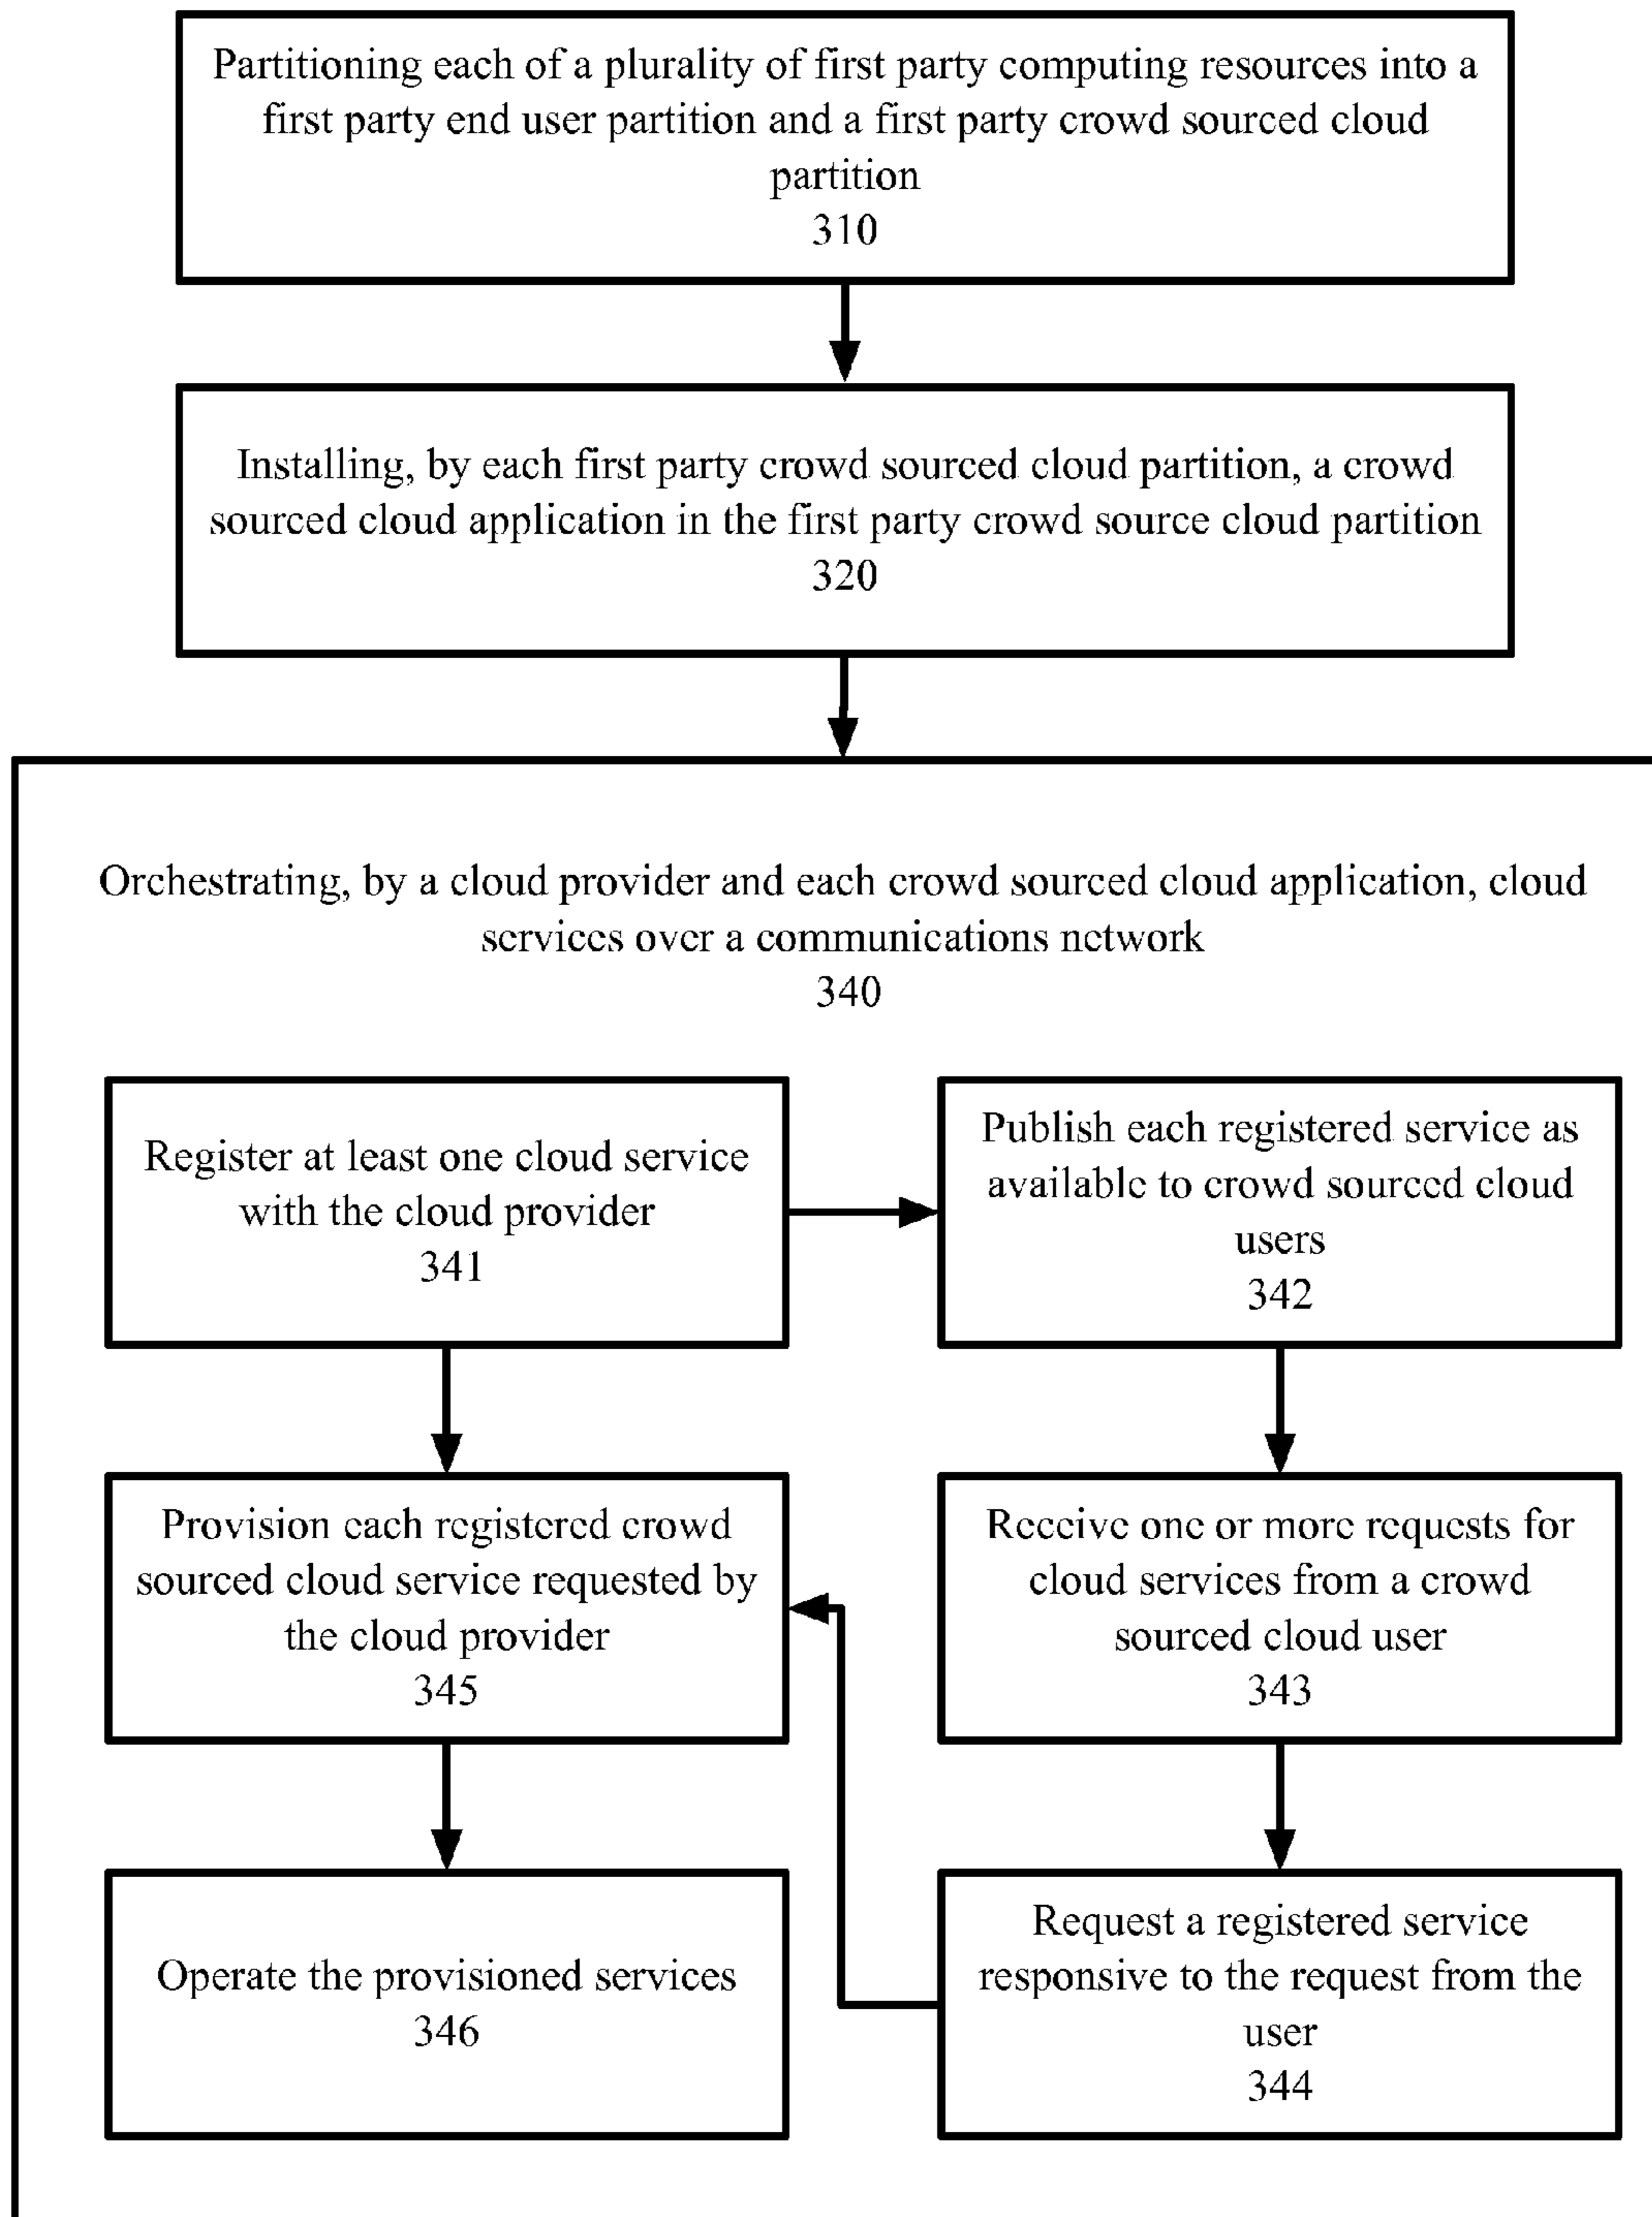 Partitioning each of a plurality of first party computing resources into a
first party end user partition and a first party crowd sourced cloud
partition
310
Installing, by each first party crowd sourced cloud partition, a crowd
sourced cloud application in the first party crowd source cloud partition
320
Orchestrating, by a cloud provider and each crowd sourced cloud application, cloud
services over a communications network
340
Register at least one cloud service
with the cloud provider
341
Publish each registered service as
available to crowd sourced cloud
users
342
Provision each registered crowd
sourced cloud service requested by
the cloud provider
345
Receive one or more requests for
cloud services from a crowd
sourced cloud user
343
Operate the provisioned services
346
Request a registered service
responsive to the request from the
user
344